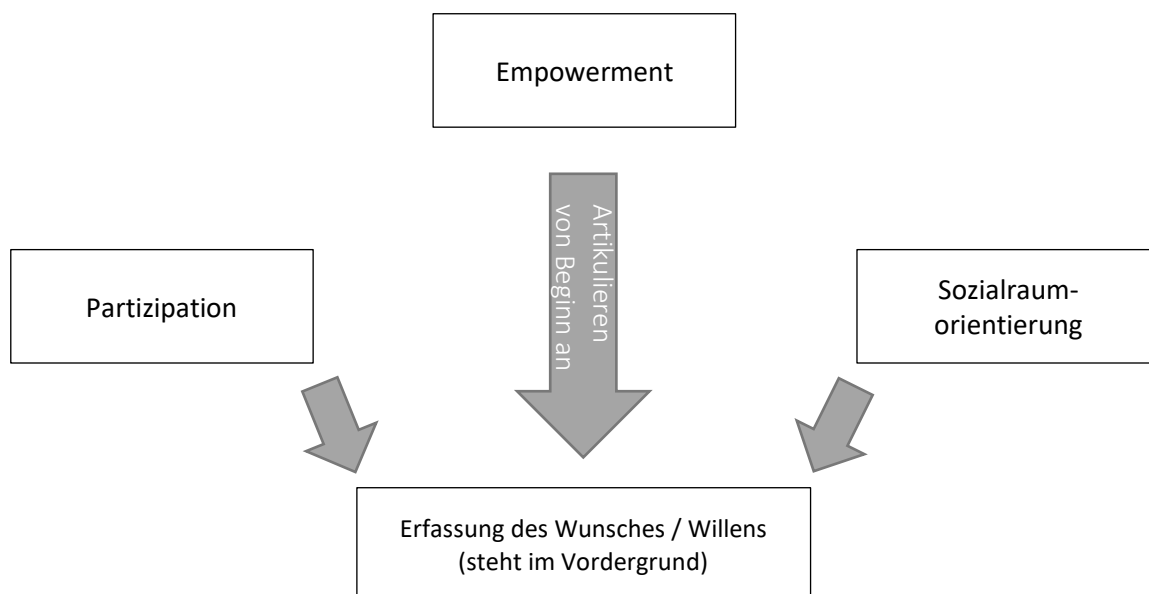 Empowerment
Artikulieren
von Beginn an
Partizipation
Sozialraum-
orientierung
Erfassung des Wunsches / Willens
(steht im Vordergrund)